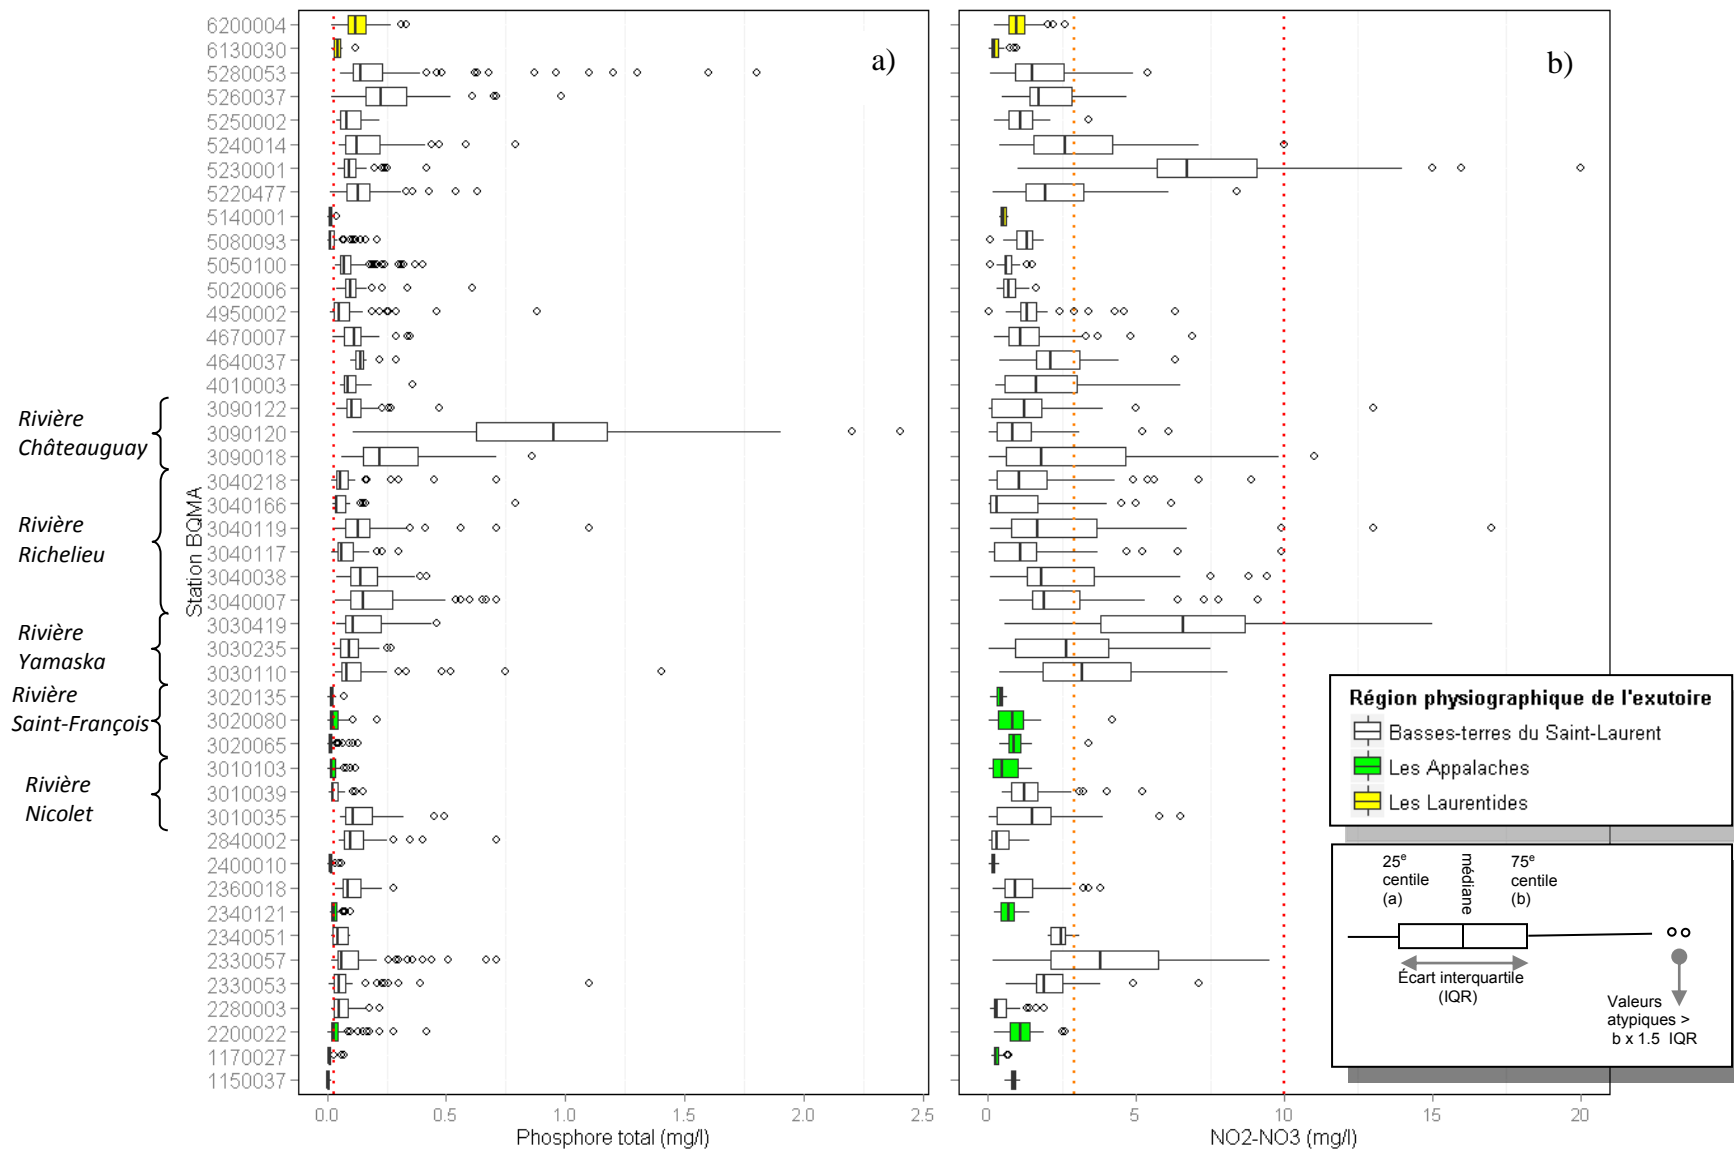 a)
b)
6200004
6130030
5280053
5260037
5250002
5240014
5230001
5220477
5140001
5080093
5050100
5020006
4950002
4670007
4640037
4010003
3090122
3090120
3090018
3040218
3040166
3040119
3040117
3040038
3040007
3030419
3030235
3030110
3020135
3020080
3020065
3010103
3010039
3010035
2840002
2400010
2360018
2340121
2340051
2330057
2330053
2280003
2200022
1170027
1150037
Station BQMA
Rivière
Châteauguay
Rivière
Richelieu
Rivière
Yamaska
Rivière
Saint-François
Rivière
Nicolet
0.0 0.5 1.0 1.5 2.0 2.5
Phosphore total (mg/l)
0 5 10 15 20
NO2-NO3 (mg/l)
Région physiographique de l'exutoire
Basses-terres du Saint-Laurent
Les Appalaches
Les Laurentides
25e
centile
(a)
médiane
75e
centile
(b)
Écart interquartile
(IQR)
Valeurs
atypiques >
b x 1.5 IQR